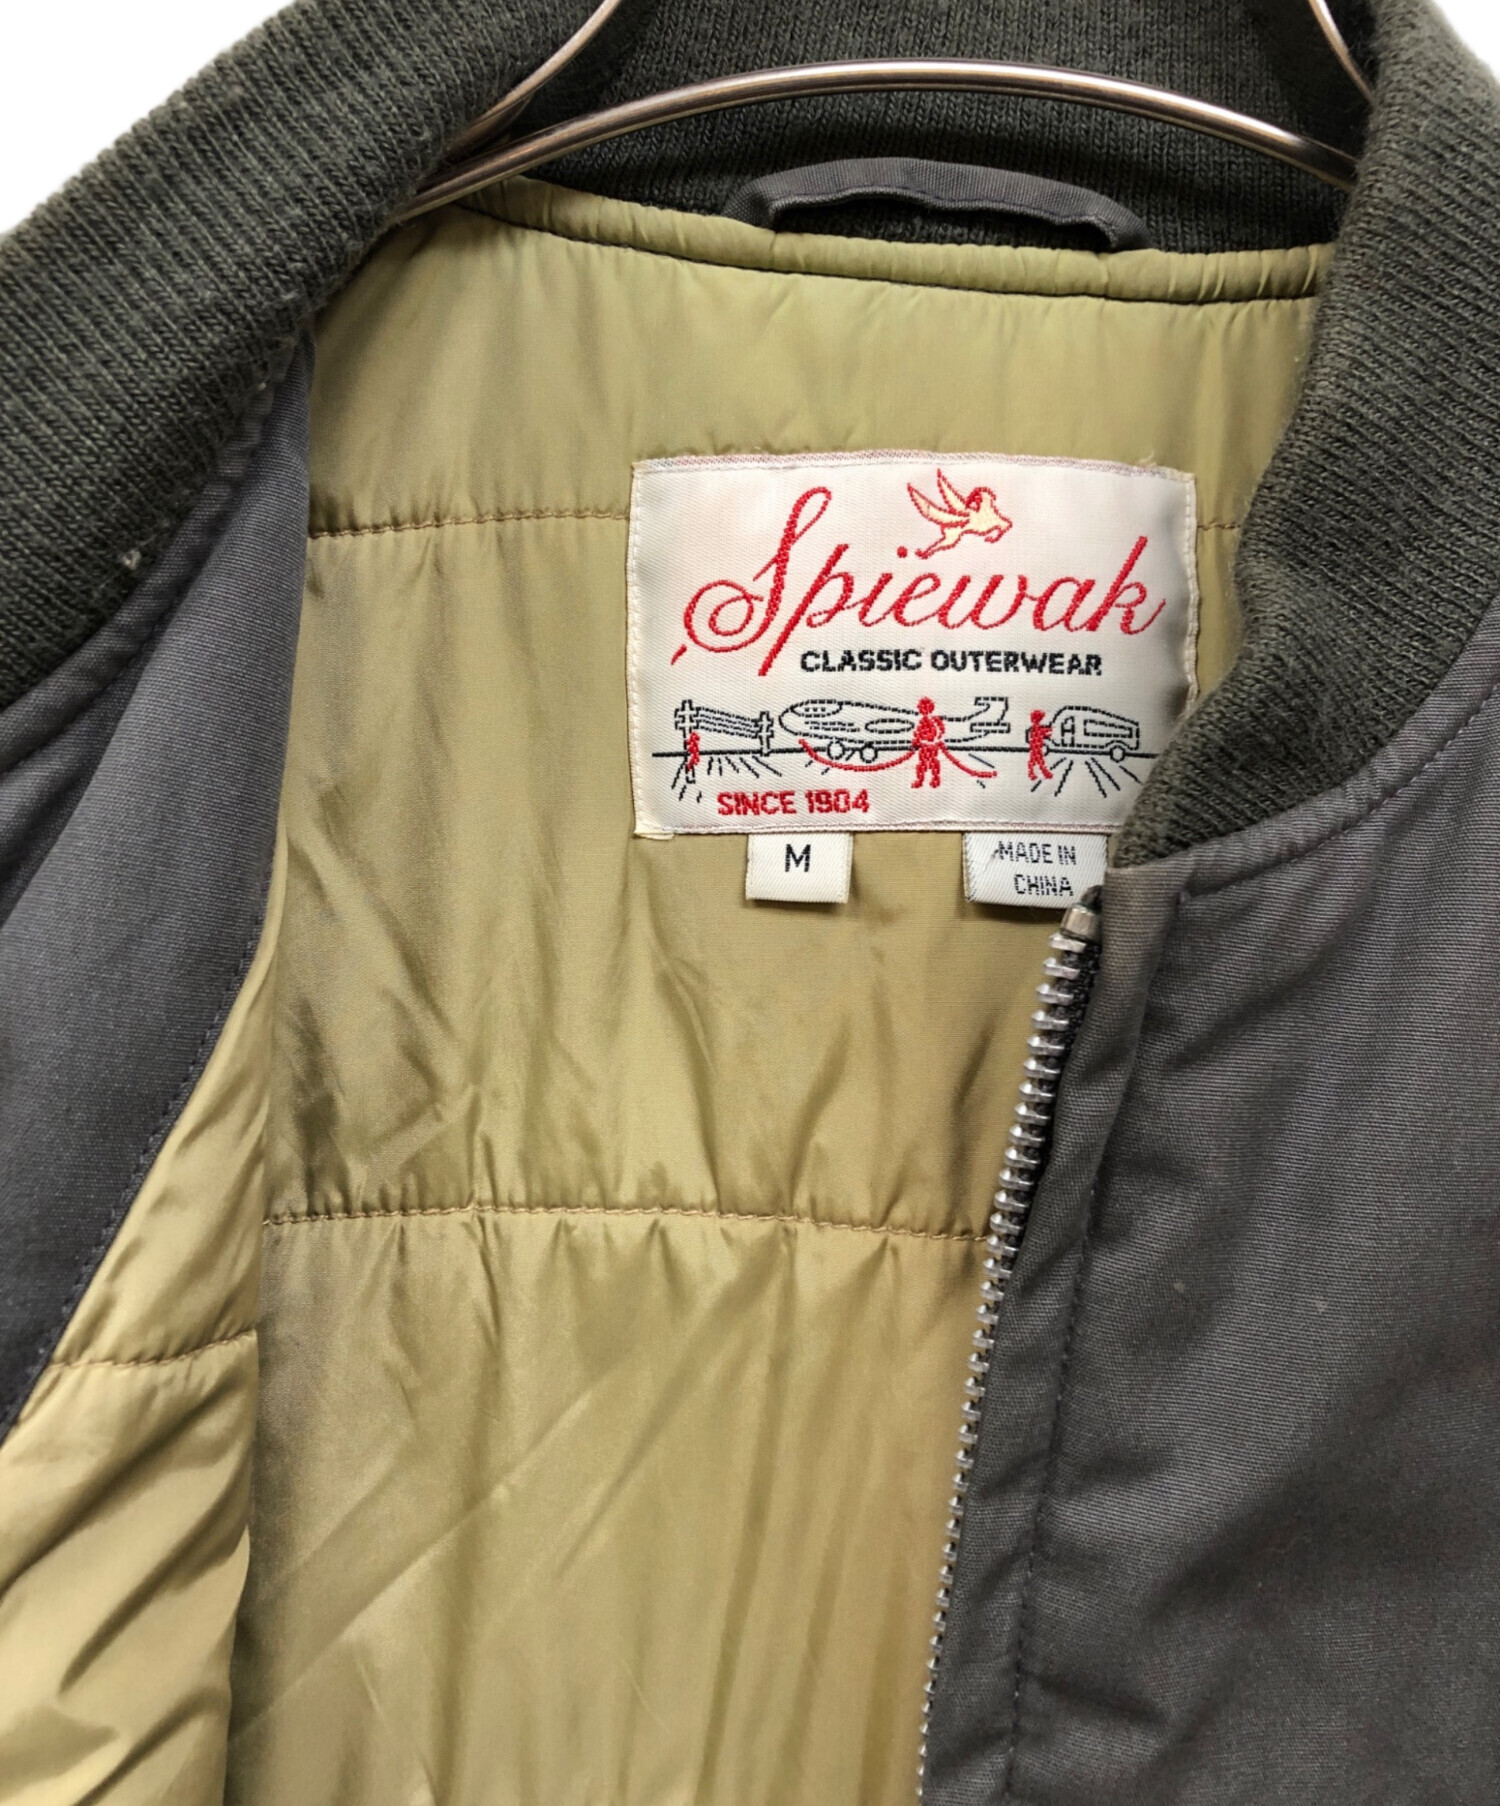 Spiewak
CLASSIC OUTERWEAR
SINCE 1904
M
MADE IN
CHINA